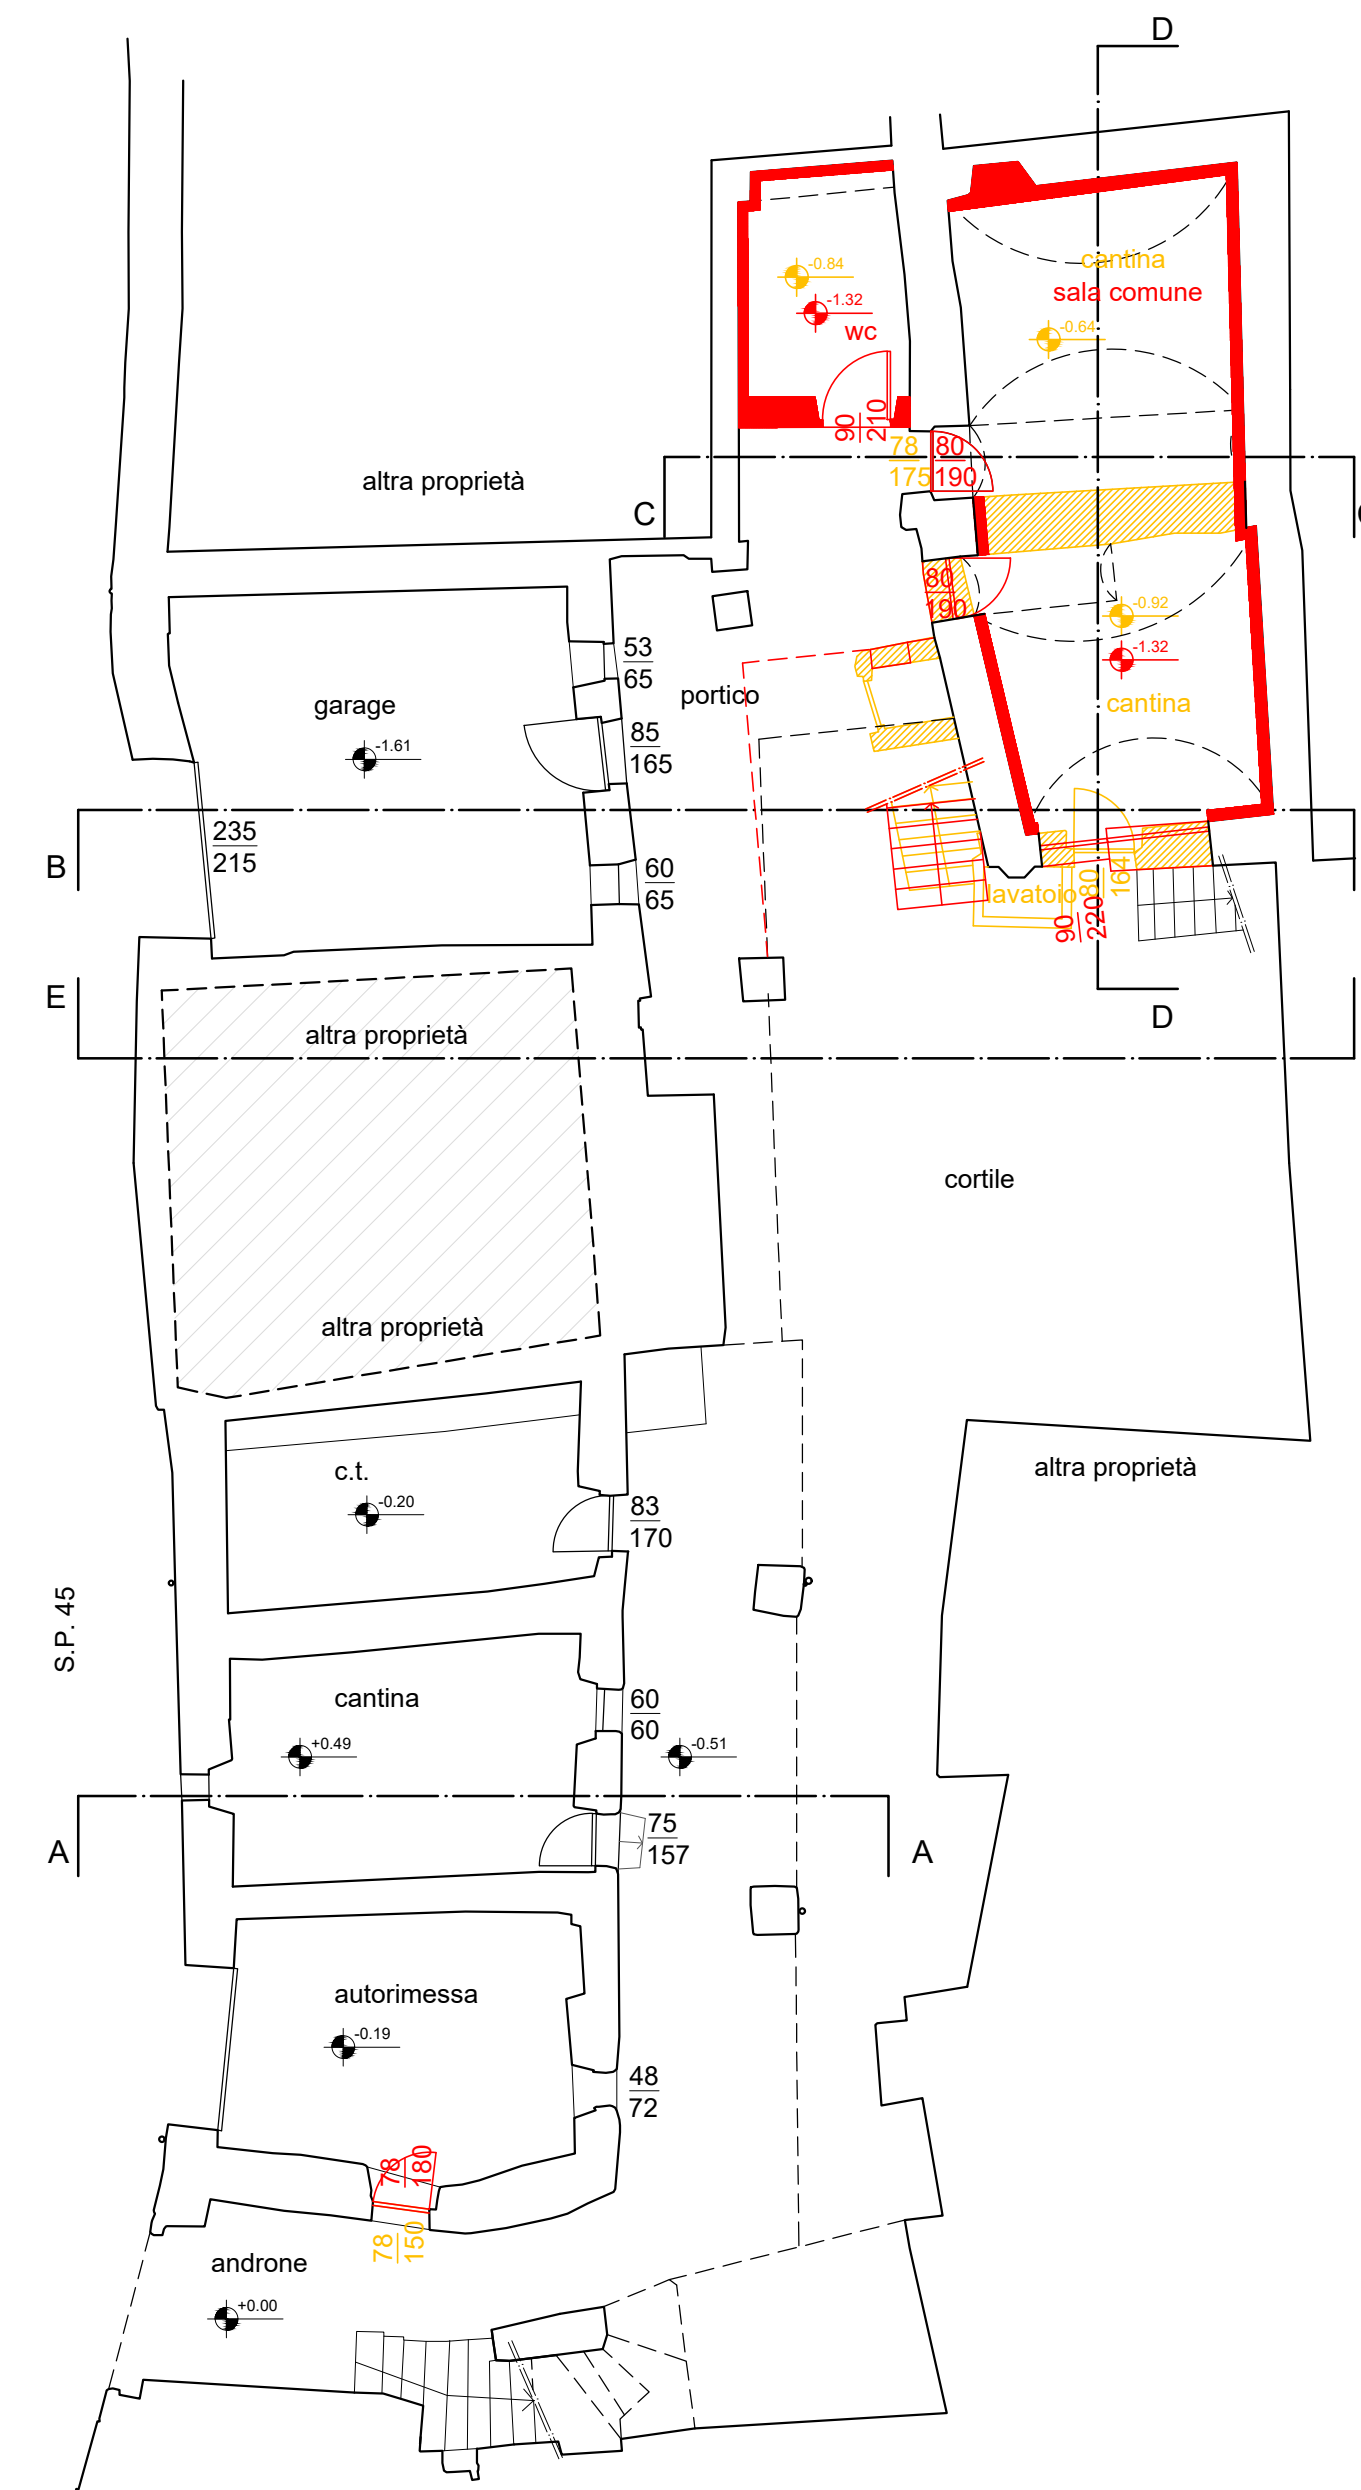 D
cantina
sala comune
-0.84
-1.32
wc
-0.64
90
210
78
175
80
190
altra proprietà
C
80
190
-0.92
-1.32
cantina
53
65
portico
garage
85
165
-1.61
235
215
B
60
65
lavatoio
80
164
90
220
E
D
altra proprietà
cortile
altra proprietà
altra proprietà
c.t.
-0.20
83
170
S.P. 45
cantina
60
60
+0.49
-0.51
75
157
A
A
autorimessa
-0.19
48
72
78
180
78
150
androne
+0.00